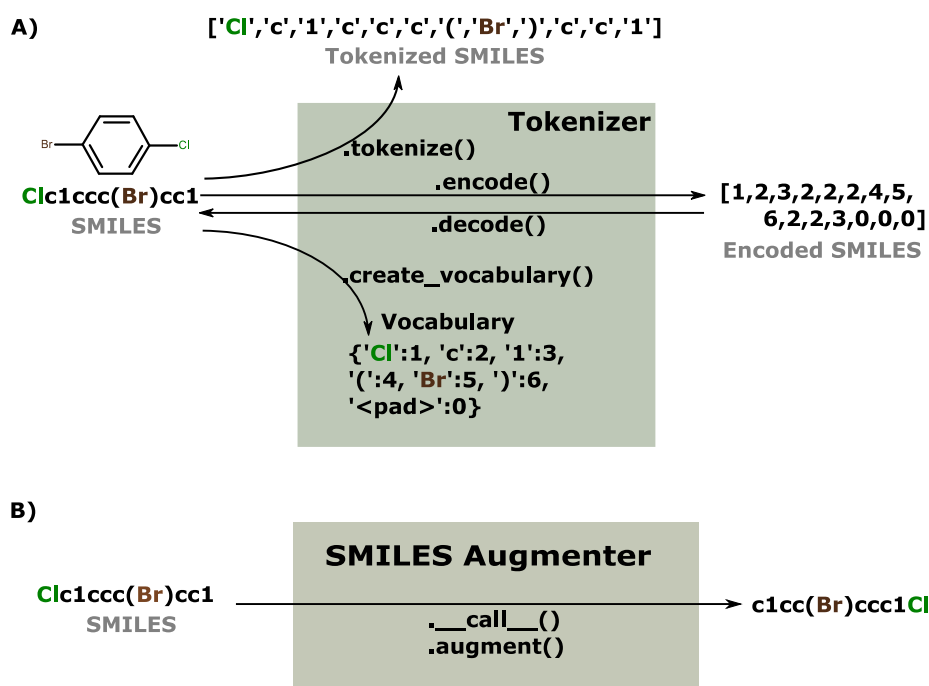 A)
['Cl','c','1','c','c','c','(','Br',')','c','c','1']
Tokenized SMILES
Tokenizer
Br
Cl
.tokenize()
Clc1ccc(Br)cc1
SMILES
.encode()
.decode()
[1,2,3,2,2,2,4,5,
6,2,2,3,0,0,0]
Encoded SMILES
.create_vocabulary()
Vocabulary
{'Cl':1, 'c':2, '1':3,
'(':4, 'Br':5, ')':6,
'<pad>':0}
B)
SMILES Augmenter
Clc1ccc(Br)cc1
SMILES
.__call__()
.augment()
c1cc(Br)ccc1Cl